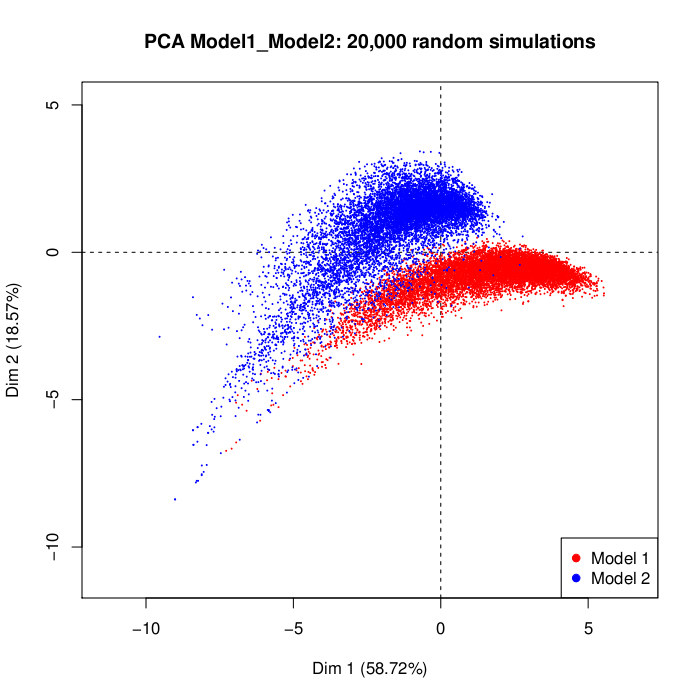 PCA Model1_Model2: 20,000 random simulations
5
0
−5
−10
Dim 2 (18.57%)
−10
−5
0
5
Dim 1 (58.72%)
Model 1
Model 2